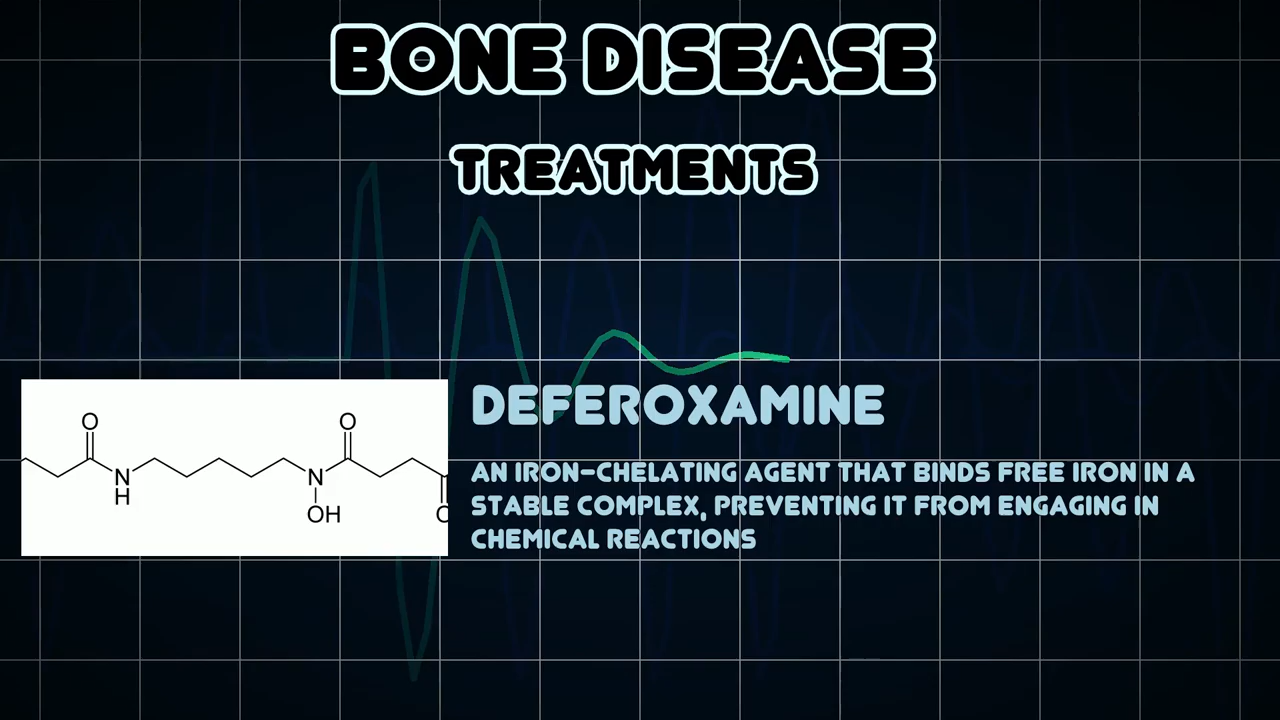 BONE DISEASE
TREATMENTS
DEFEROXAMINE
AN IRON-CHELATING AGENT THAT BINDS FREE IRON IN A
STABLE COMPLEX, PREVENTING IT FROM ENGAGING IN
CHEMICAL REACTIONS
O
O
N
H
N
OH
O